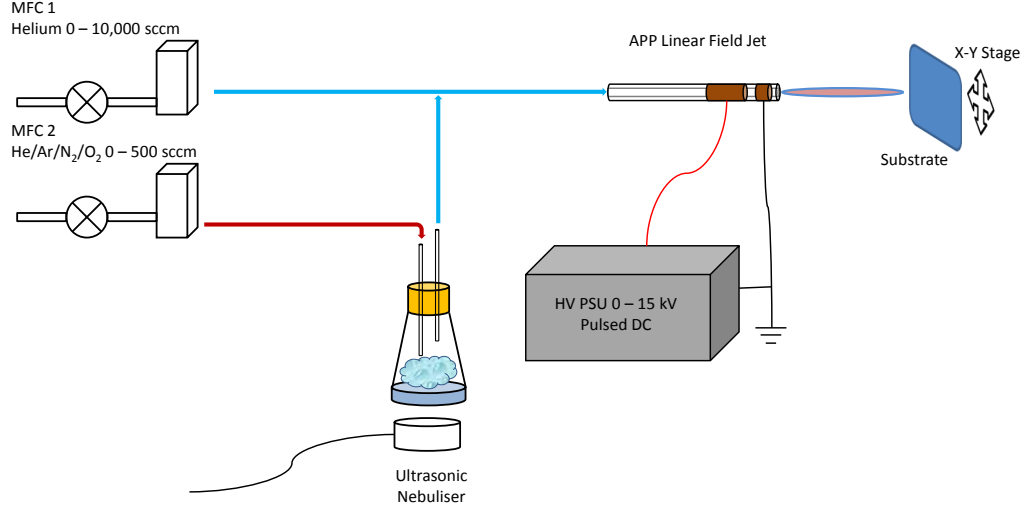 MFC 1
Helium 0 – 10,000 sccm
APP Linear Field Jet
X-Y Stage
MFC 2
He/Ar/N₂/O₂ 0 – 500 sccm
Substrate
HV PSU 0 – 15 kV
Pulsed DC
Ultrasonic
Nebuliser